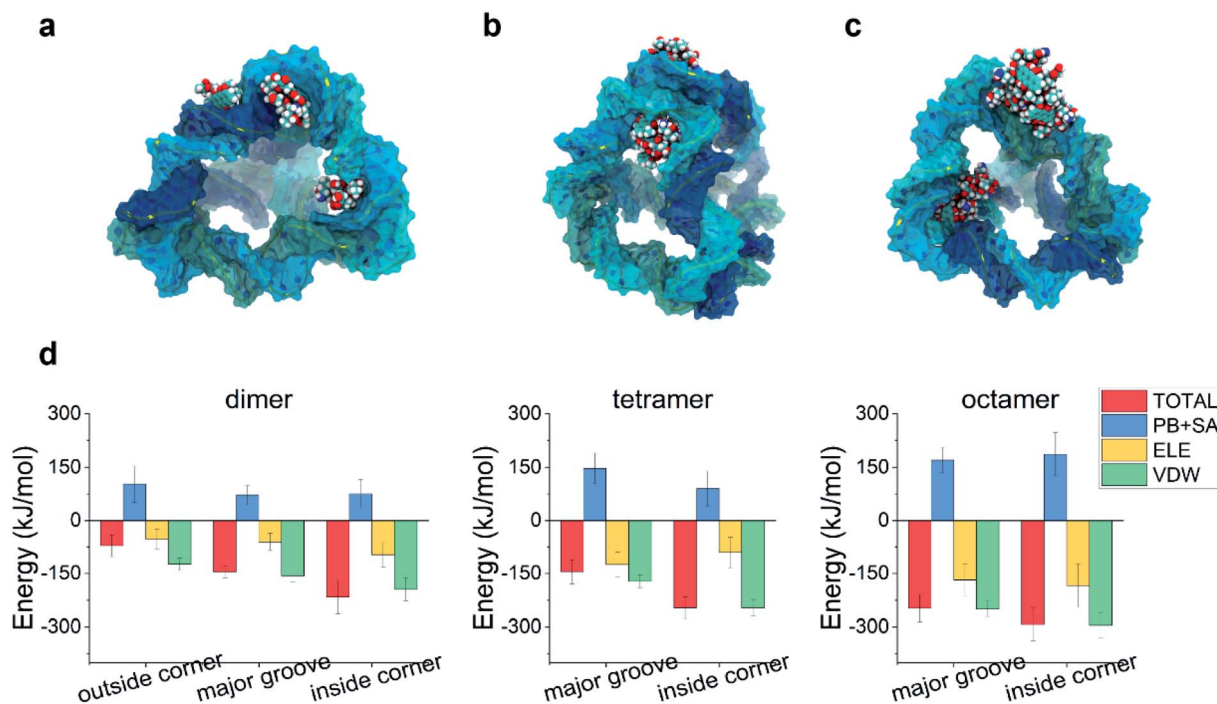 a
b
c
d
dimer
tetramer
octamer
TOTAL
PB+SA
ELE
VDW
Energy (kJ/mol)
300
150
0
-150
-300
outside corner
major groove
inside corner
Energy (kJ/mol)
300
150
0
-150
-300
major groove
inside corner
Energy (kJ/mol)
300
150
0
-150
-300
major groove
inside corner